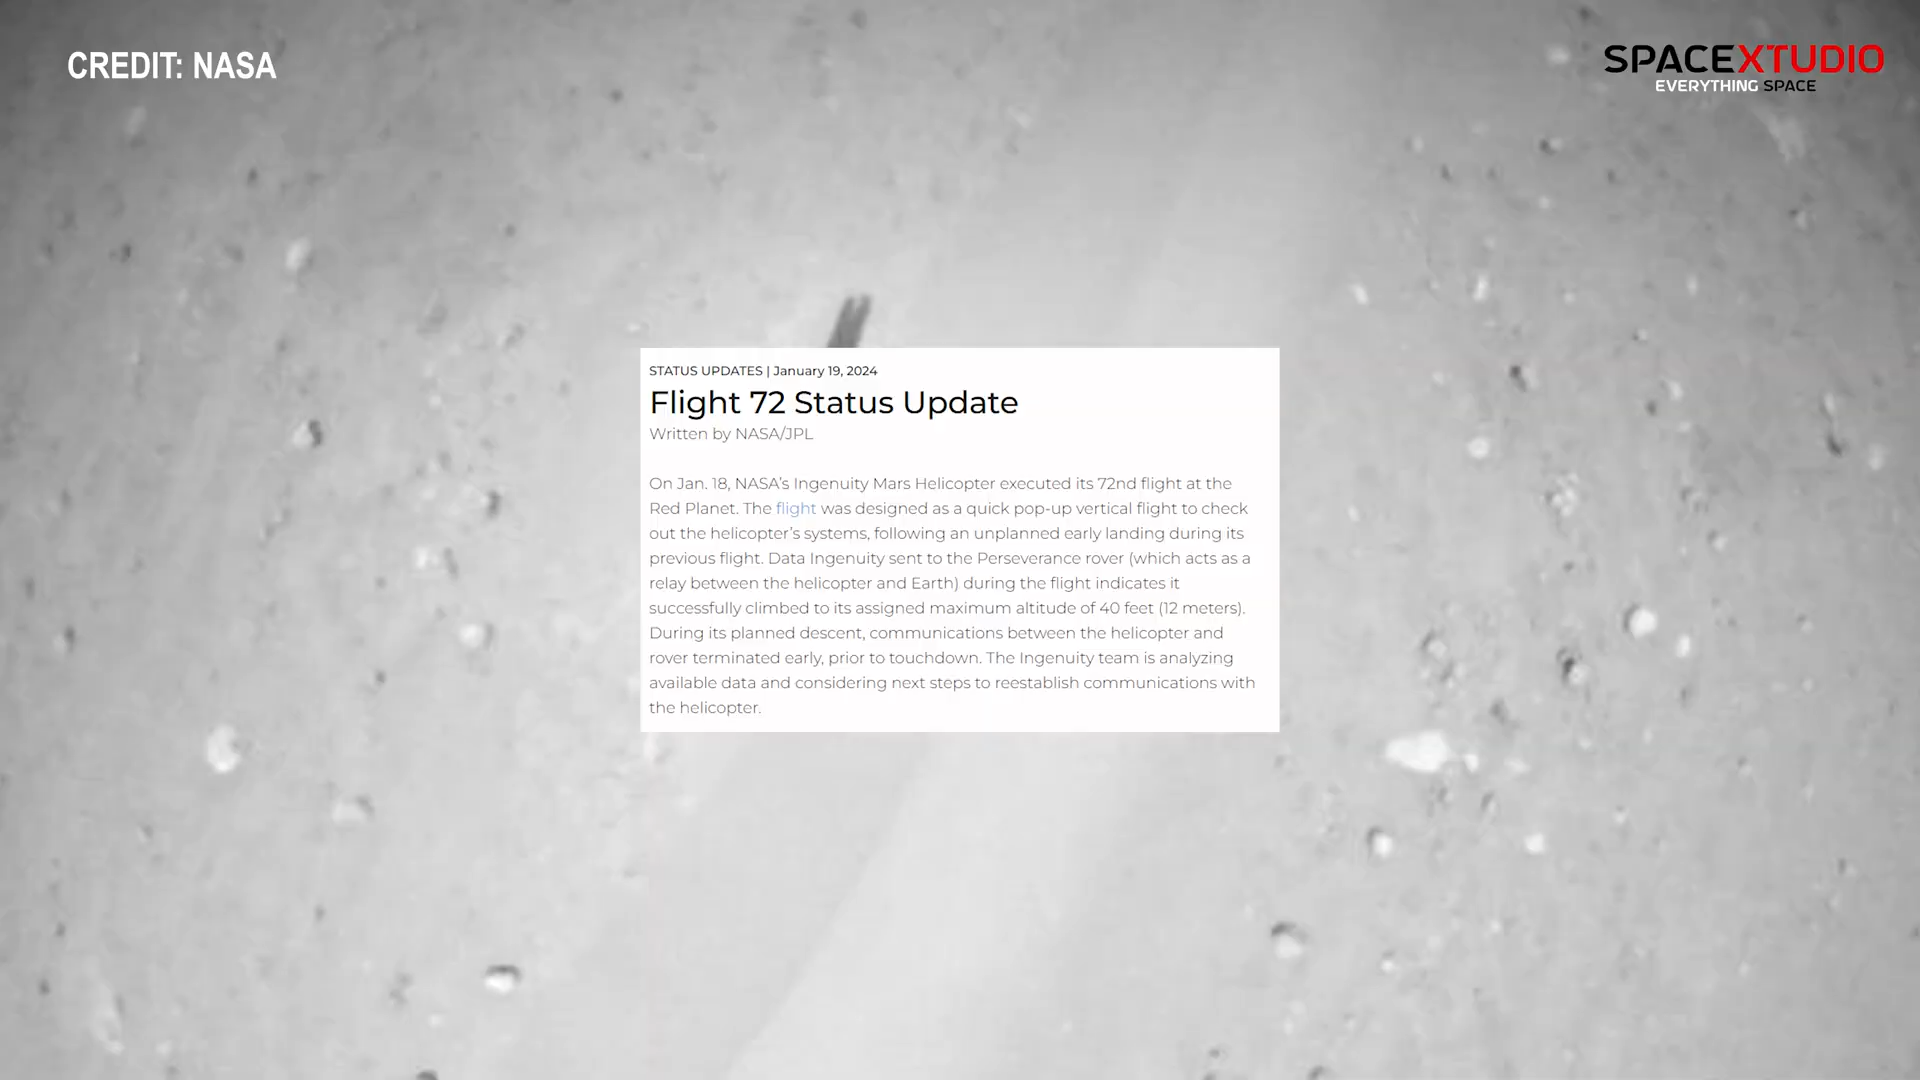 CREDIT: NASA
SPACEXTUDIO
EVERYTHING SPACE
STATUS UPDATES | January 19, 2024
Flight 72 Status Update
Written by NASA/JPL
On Jan. 18, NASA’s Ingenuity Mars Helicopter executed its 72nd flight at the
Red Planet. The flight was designed as a quick pop-up vertical flight to check
out the helicopter’s systems, following an unplanned early landing during its
previous flight. Data Ingenuity sent to the Perseverance rover (which acts as a
relay between the helicopter and Earth) during the flight indicates it
successfully climbed to its assigned maximum altitude of 40 feet (12 meters).
During its planned descent, communications between the helicopter and
rover terminated early, prior to touchdown. The Ingenuity team is analyzing
available data and considering next steps to reestablish communications with
the helicopter.